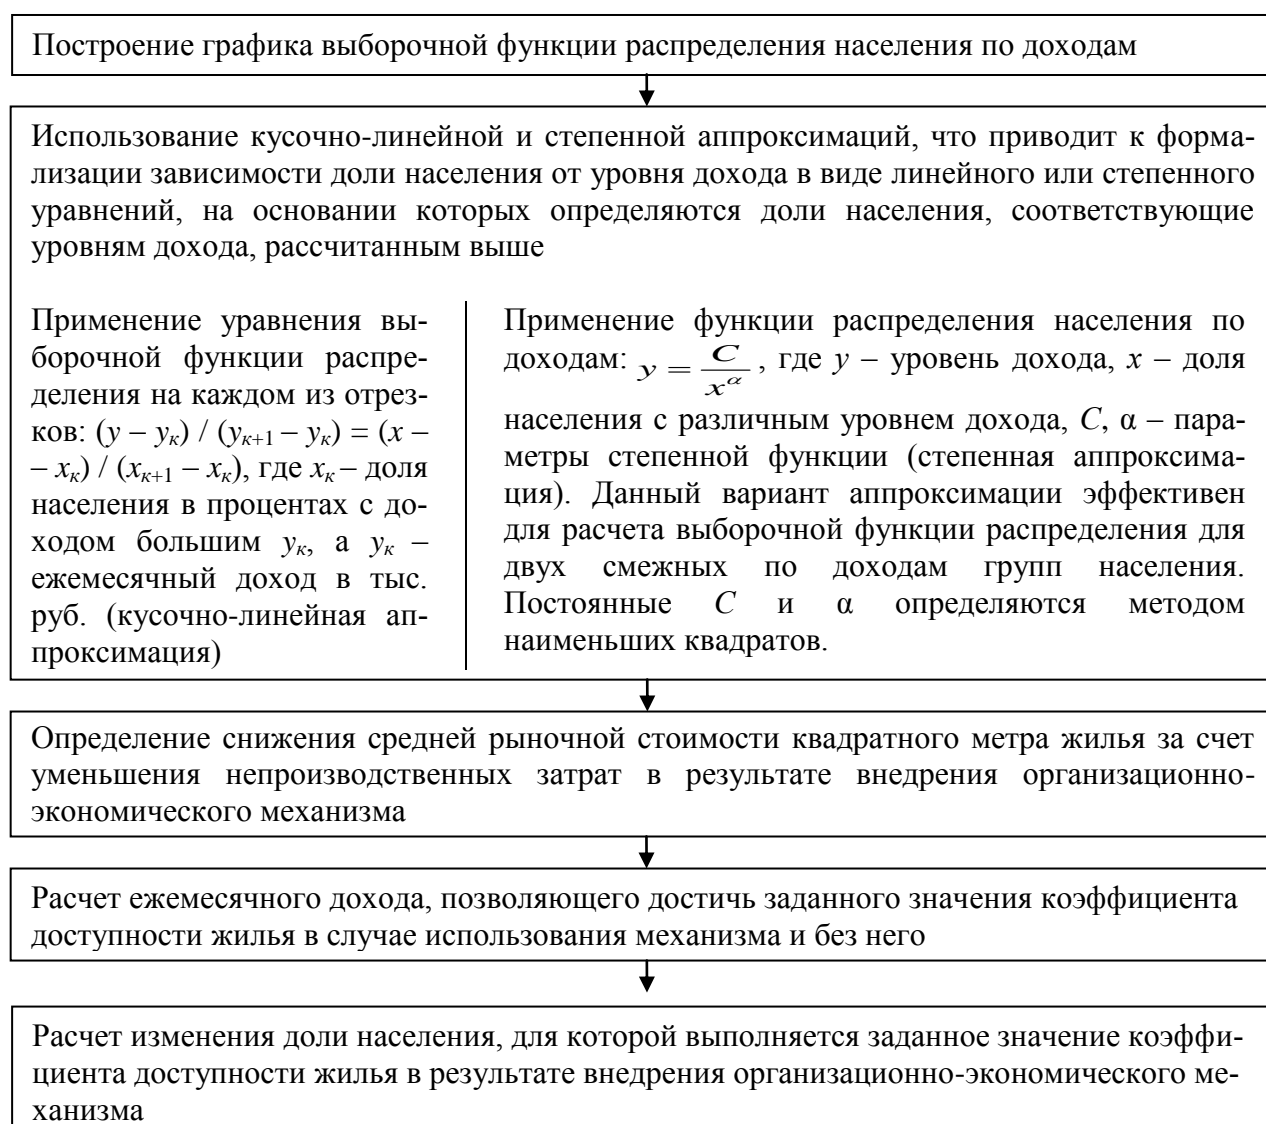 Построение графика выборочной функции распределения населения по доходам
Использование кусочно-линейной и степенной аппроксимаций, что приводит к форма-
лизации зависимости доли населения от уровня дохода в виде линейного или степенного
уравнений, на основании которых определяются доли населения, соответствующие
уровням дохода, рассчитанным выше
Применение уравнения вы-
борочной функции распре-
деления на каждом из отрез-
ков: (y – yк) / (yк+1 – yк) = (x –
– xк) / (xк+1 – xк), где xк – доля
населения в процентах с до-
ходом большим yк, а yк –
ежемесячный доход в тыс.
руб. (кусочно-линейная ап-
проксимация)
Применение функции распределения населения по
доходам: y = C / x^α, где y – уровень дохода, x – доля
населения с различным уровнем дохода, C, α – пара-
метры степенной функции (степенная аппроксима-
ция). Данный вариант аппроксимации эффективен
для расчета выборочной функции распределения для
двух смежных по доходам групп населения.
Постоянные C и α определяются методом
наименьших квадратов.
Определение снижения средней рыночной стоимости квадратного метра жилья за счет
уменьшения непроизводственных затрат в результате внедрения организационно-
экономического механизма
Расчет ежемесячного дохода, позволяющего достичь заданного значения коэффициента
доступности жилья в случае использования механизма и без него
Расчет изменения доли населения, для которой выполняется заданное значение коэффи-
циента доступности жилья в результате внедрения организационно-экономического ме-
ханизма